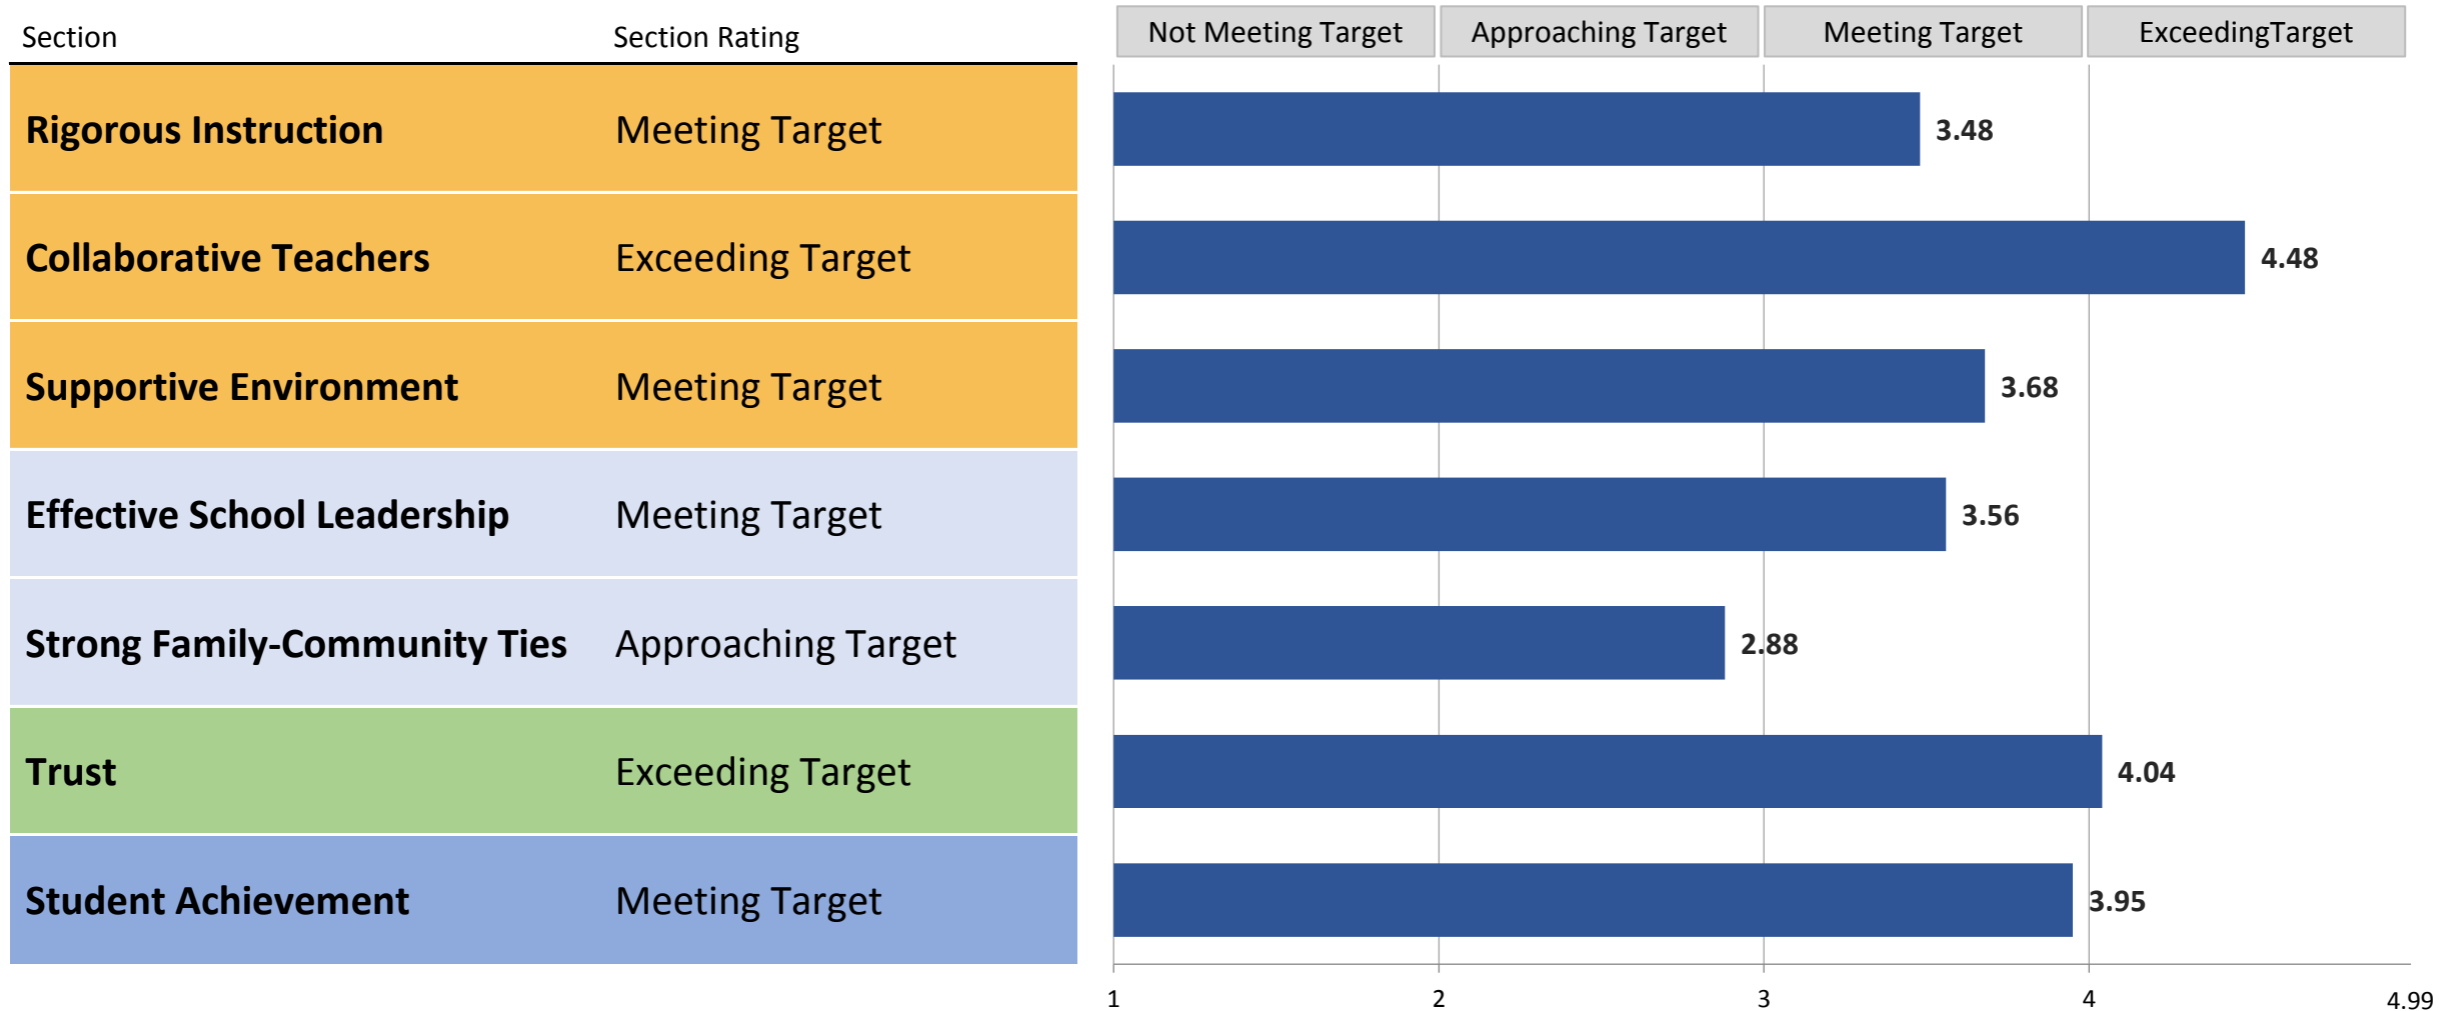 Section Section Rating Not Meeting Target Approaching Target Meeting Target ExceedingTarget
Rigorous Instruction Meeting Target 3.48
Collaborative Teachers Exceeding Target 4.48
Supportive Environment Meeting Target 3.68
Effective School Leadership Meeting Target 3.56
Strong Family-Community Ties Approaching Target 2.88
Trust Exceeding Target 4.04
Student Achievement Meeting Target 3.95
1 2 3 4 4.99